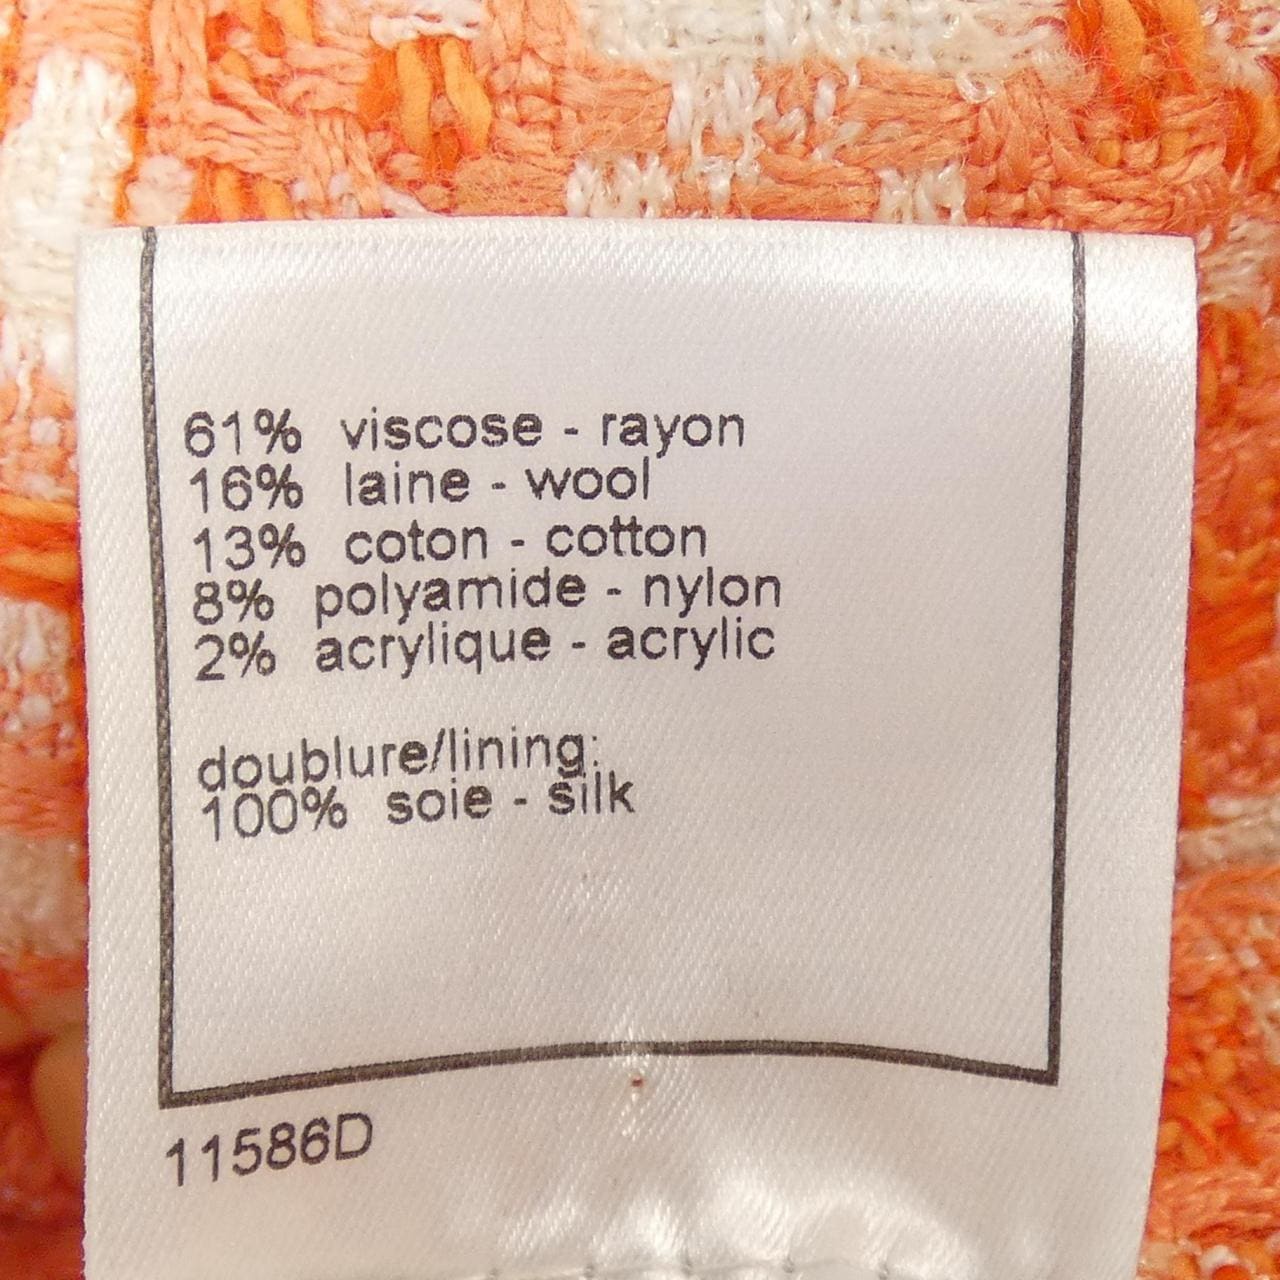 61% viscose - rayon
16% laine - wool
13% coton - cotton
8% polyamide - nylon
2% acrylique - acrylic
doublure/lining:
100% soie - silk
11586D